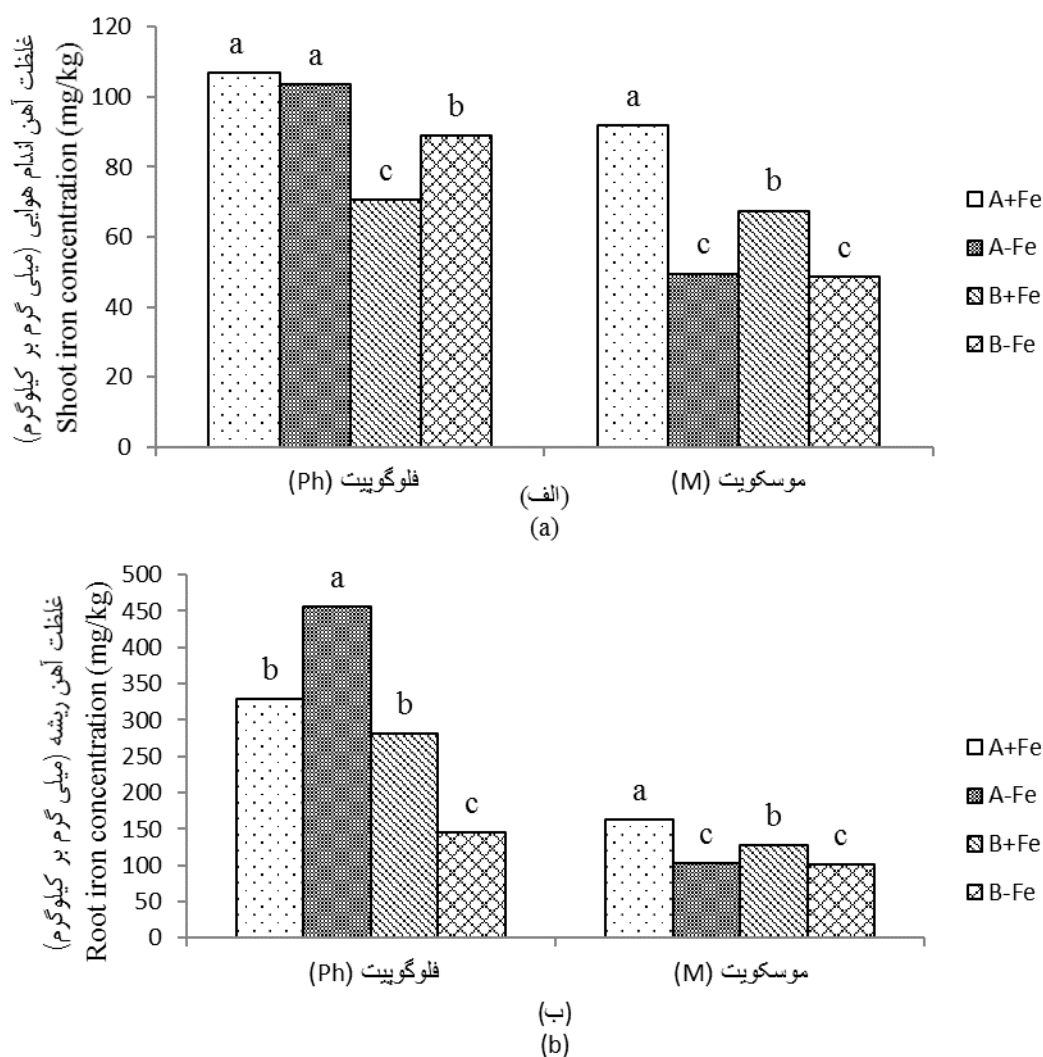 غلظت آهن اندام هوایی (میلی گرم بر کیلوگرم)
Shoot iron concentration (mg/kg)
120
100
80
60
40
20
0
a
a
c
b
a
c
b
c
فلوگوپیت (Ph)
موسکویت (M)
A+Fe
A-Fe
B+Fe
B-Fe
(الف)
(a)
غلظت آهن ریشه (میلی گرم بر کیلوگرم)
Root iron concentration (mg/kg)
500
450
400
350
300
250
200
150
100
50
0
b
a
b
c
a
c
b
c
فلوگوپیت (Ph)
موسکویت (M)
A+Fe
A-Fe
B+Fe
B-Fe
(ب)
(b)